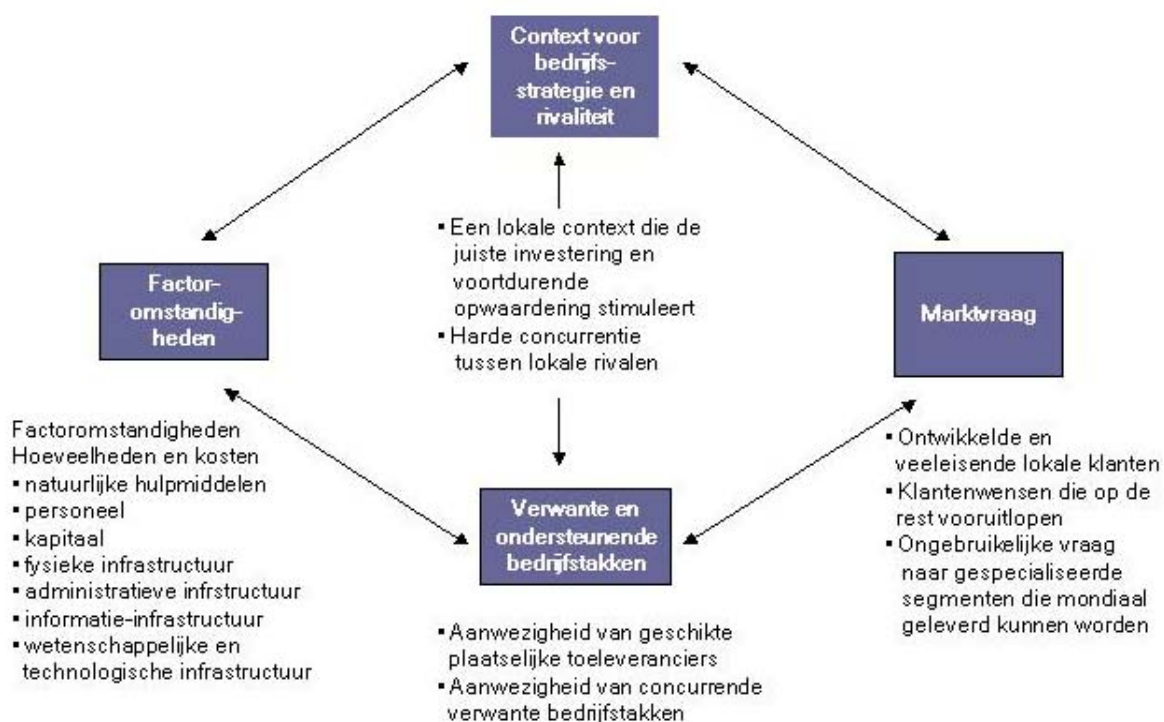 Context voor
bedrijfs-
strategie en
rivaliteit
▪ Een lokale context die de
juiste investering en
voortdurende
opwaardering stimuleert
▪ Harde concurrentie
tussen lokale rivalen
Factor-
omstandig-
heden
Marktvraag
Factoromstandigheden
Hoeveelheden en kosten
▪ natuurlijke hulpmiddelen
▪ personeel
▪ kapitaal
▪ fysieke infrastructuur
▪ administratieve infrstructuur
▪ informatie-infrastructuur
▪ wetenschappelijke en
technologische infrastructuur
Verwante en
ondersteunende
bedrijfstakken
▪ Aanwezigheid van geschikte
plaatselijke toeleveranciers
▪ Aanwezigheid van concurrende
verwante bedrijfstakken
▪ Ontwikkelde en
veeleisende lokale klanten
▪ Klantenwensen die op de
rest vooruitlopen
▪ Ongebruikelijke vraag
naar gespecialiseerde
segmenten die mondiaal
geleverd kunnen worden